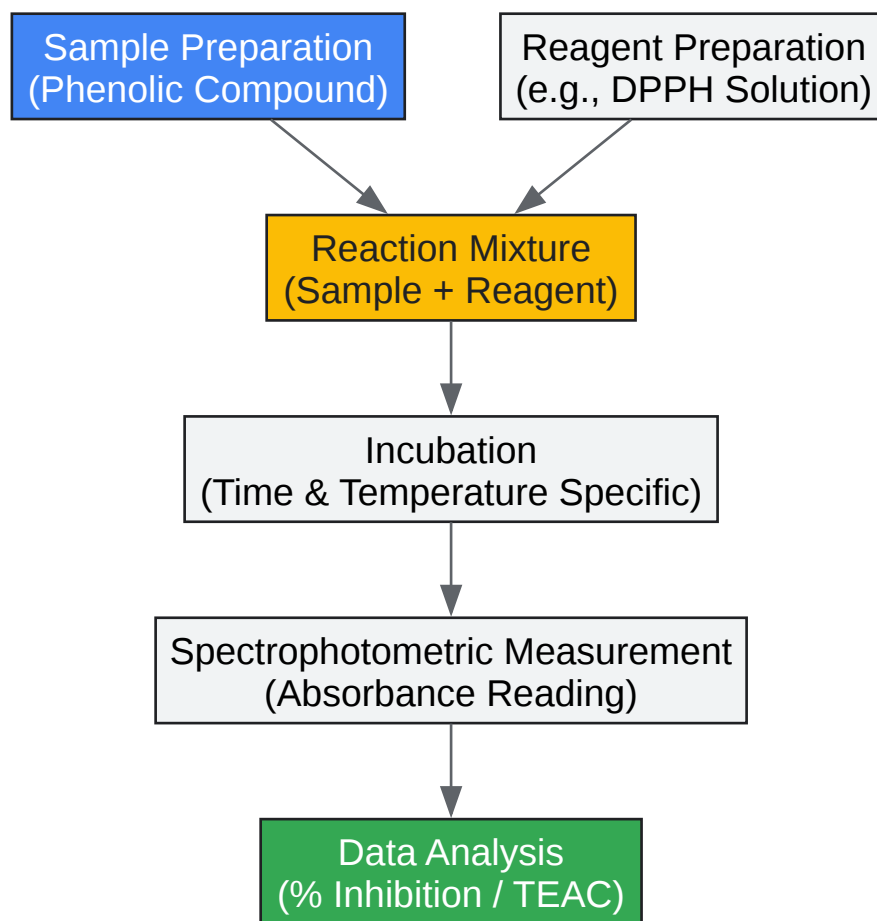 Sample Preparation
(Phenolic Compound)
Reagent Preparation
(e.g., DPPH Solution)
Reaction Mixture
(Sample + Reagent)
Incubation
(Time & Temperature Specific)
Spectrophotometric Measurement
(Absorbance Reading)
Data Analysis
(% Inhibition / TEAC)